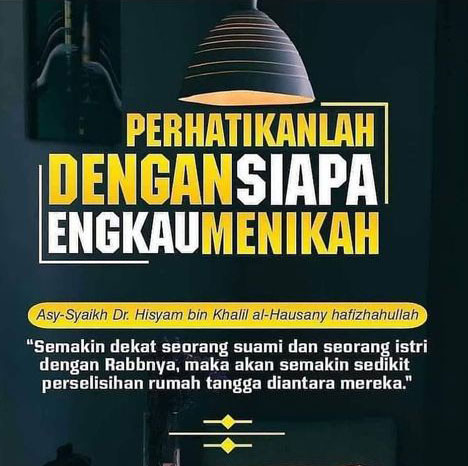 PERHATIKANLAH
DENGAN SIAPA
ENGKAU MENIKAH
Asy-Syaikh Dr. Hisyam bin Khalil al-Hausany hafizhahullah
“Semakin dekat seorang suami dan seorang istri
dengan Rabbnya, maka akan semakin sedikit
perselisihan rumah tangga diantara mereka."